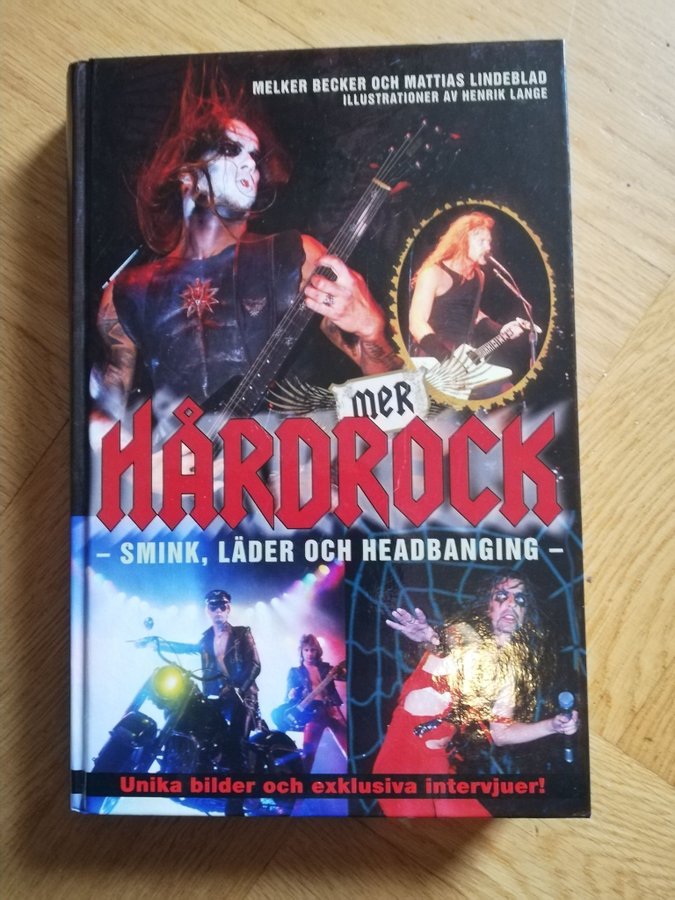 MELKER BECKER OCH MATTIAS LINDEBLAD
ILLUSTRATIONER AV HENRIK LANGE
MER
HÅRDROCK
– SMINK, LÄDER OCH HEADBANGING –
Unika bilder och exklusiva intervjuer!